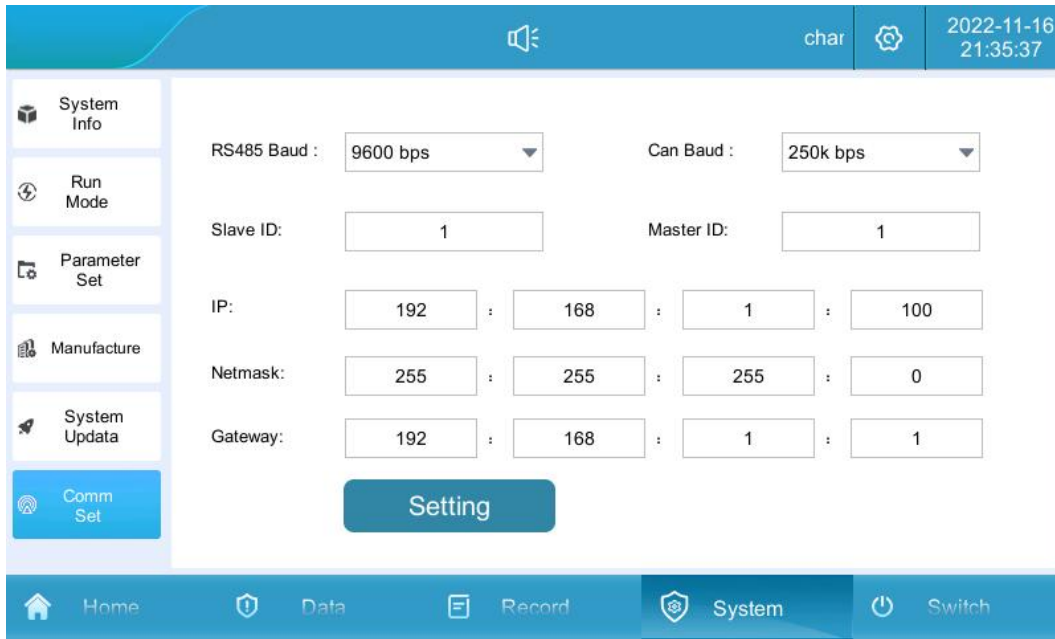 char
2022-11-16
21:35:37
System
Info
Run
Mode
Parameter
Set
Manufacture
System
Updata
Comm
Set
RS485 Baud : 9600 bps Can Baud : 250k bps
Slave ID: 1 Master ID: 1
IP: 192 : 168 : 1 : 100
Netmask: 255 : 255 : 255 : 0
Gateway: 192 : 168 : 1 : 1
Setting
Home Data Record System Switch